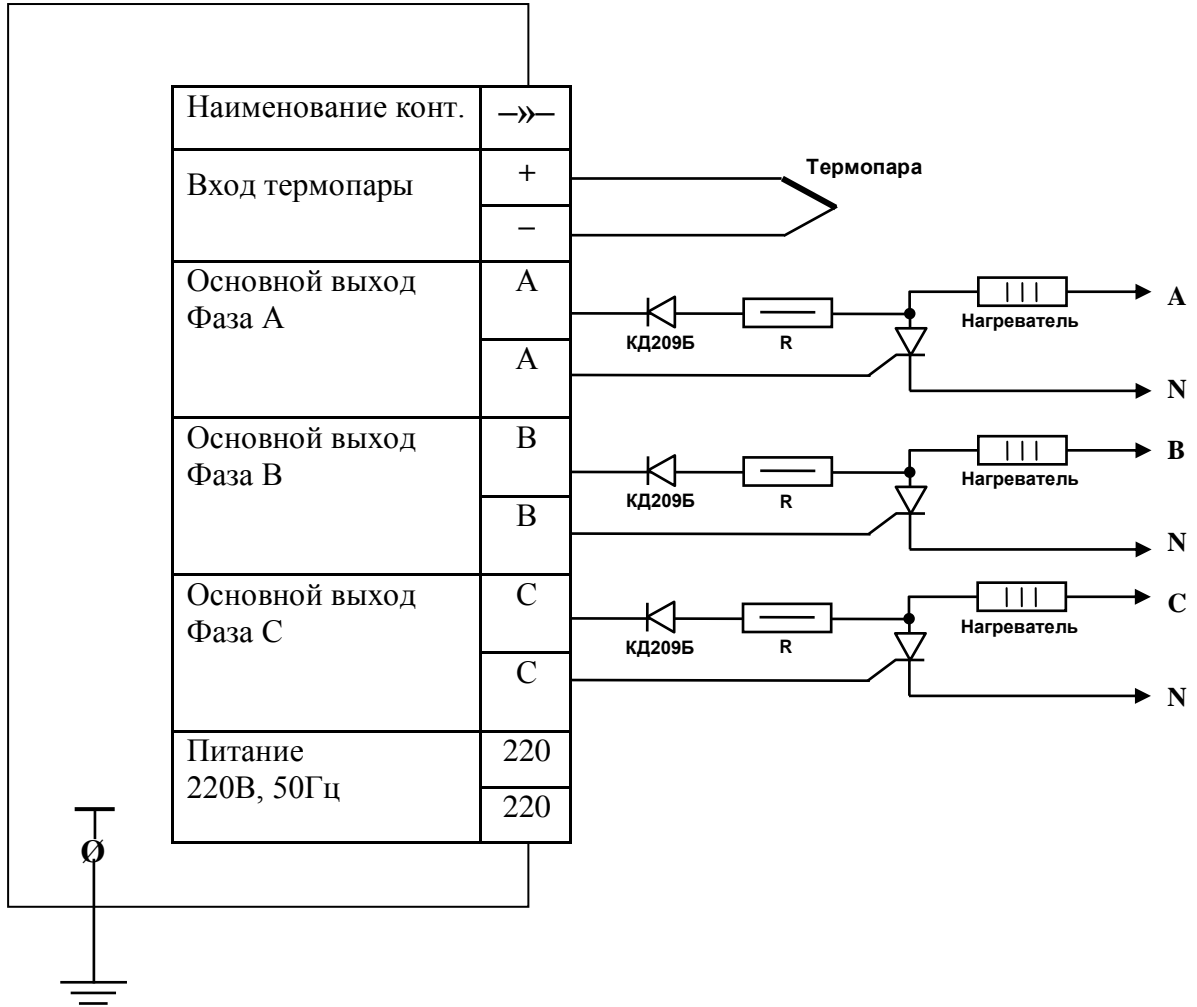 Наименование конт. –»–
Вход термопары
+
–
Термопара
Основной выход
Фаза А
А
А
КД209Б
R
Нагреватель
A
N
Основной выход
Фаза В
В
В
КД209Б
R
Нагреватель
B
N
Основной выход
Фаза С
С
С
КД209Б
R
Нагреватель
C
N
Питание
220В, 50Гц
220
220
Ø